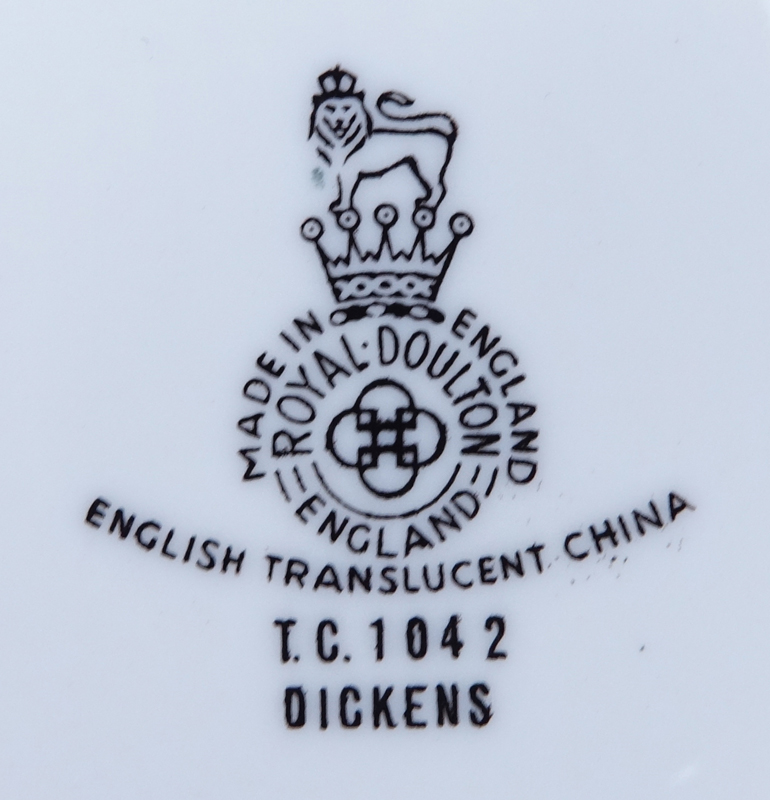 MADE IN ENGLAND
ROYAL·DOULTON
ENGLAND
ENGLISH TRANSLUCENT CHINA
T.C.1042
DICKENS